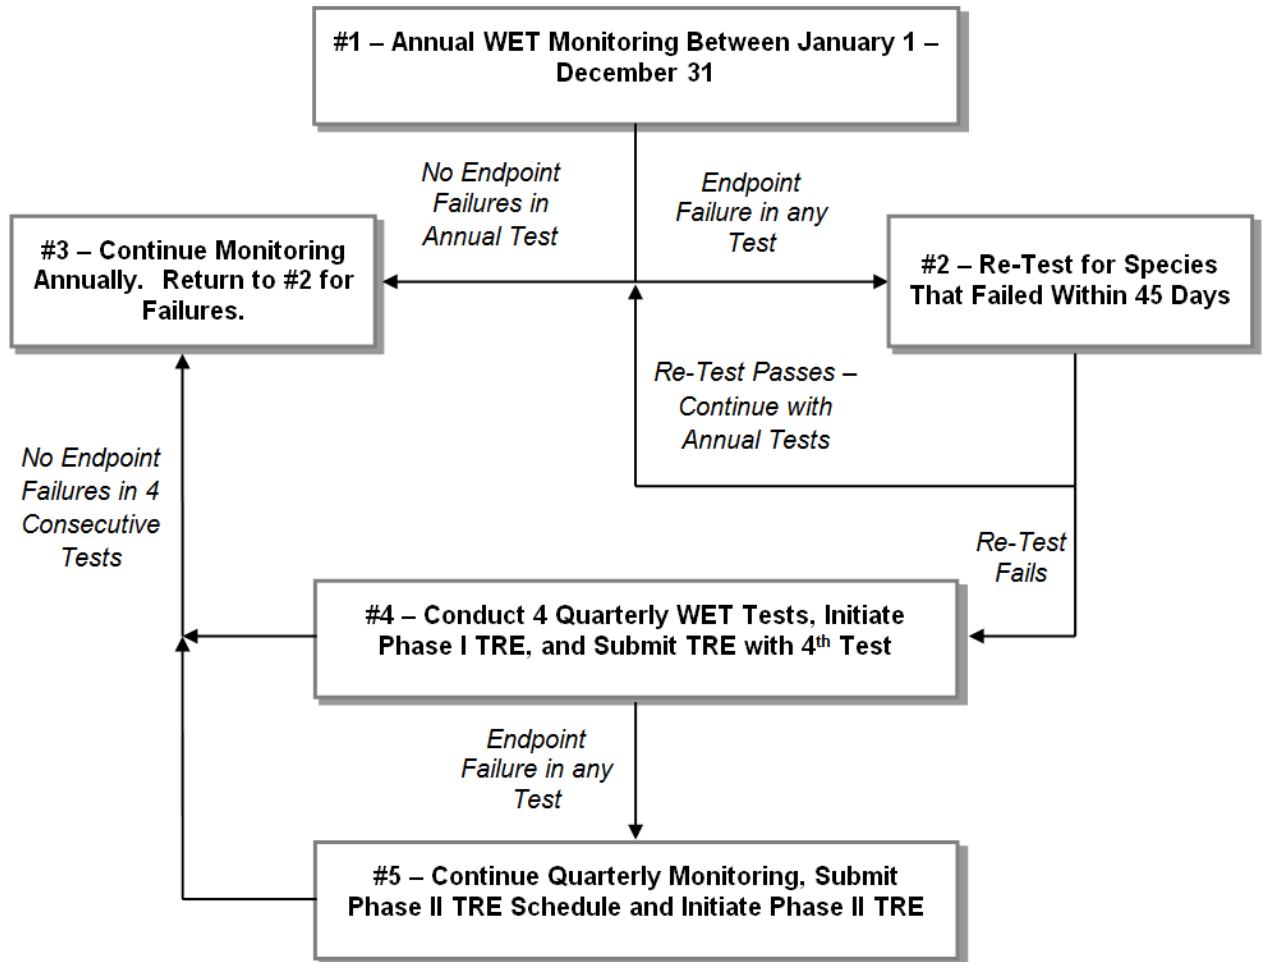 #1 – Annual WET Monitoring Between January 1 –
December 31
No Endpoint
Failures in
Annual Test
Endpoint
Failure in any
Test
#3 – Continue Monitoring
Annually.  Return to #2 for
Failures.
#2 – Re-Test for Species
That Failed Within 45 Days
Re-Test Passes –
Continue with
Annual Tests
No Endpoint
Failures in 4
Consecutive
Tests
Re-Test
Fails
#4 – Conduct 4 Quarterly WET Tests, Initiate
Phase I TRE, and Submit TRE with 4th Test
Endpoint
Failure in any
Test
#5 – Continue Quarterly Monitoring, Submit
Phase II TRE Schedule and Initiate Phase II TRE